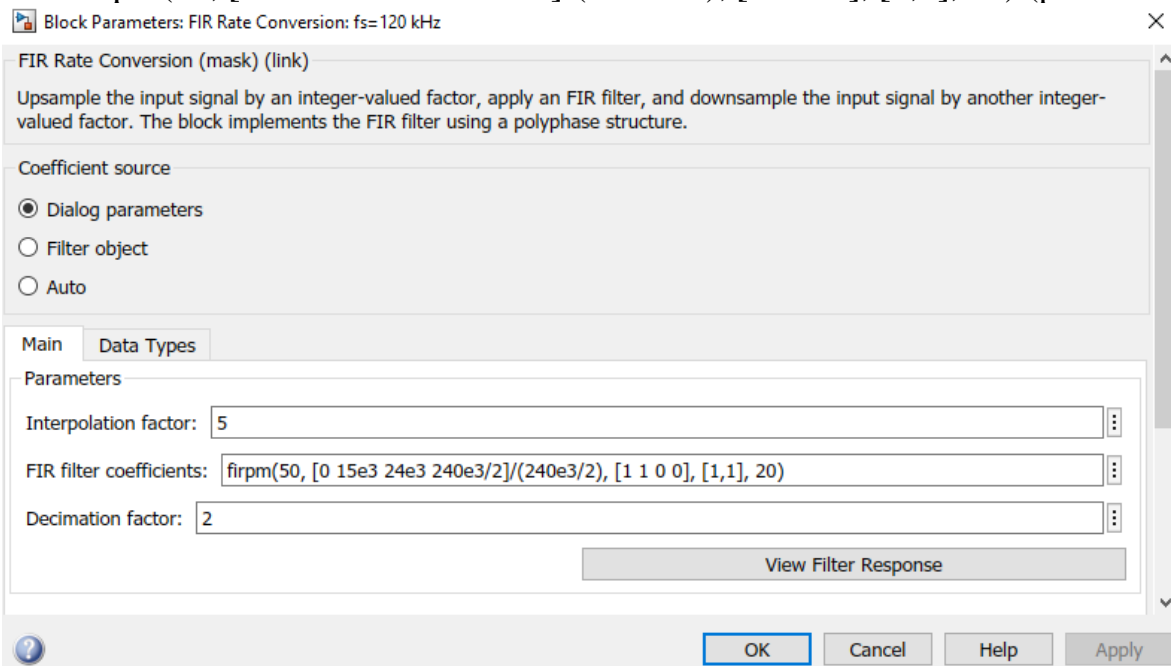 Block Parameters: FIR Rate Conversion: fs=120 kHz
FIR Rate Conversion (mask) (link)
Upsample the input signal by an integer-valued factor, apply an FIR filter, and downsample the input signal by another integer-
valued factor. The block implements the FIR filter using a polyphase structure.
Coefficient source
Dialog parameters
Filter object
Auto
Main Data Types
Parameters
Interpolation factor: 5
FIR filter coefficients: firpm(50, [0 15e3 24e3 240e3/2]/(240e3/2), [1 1 0 0], [1,1], 20)
Decimation factor: 2
View Filter Response
OK Cancel Help Apply